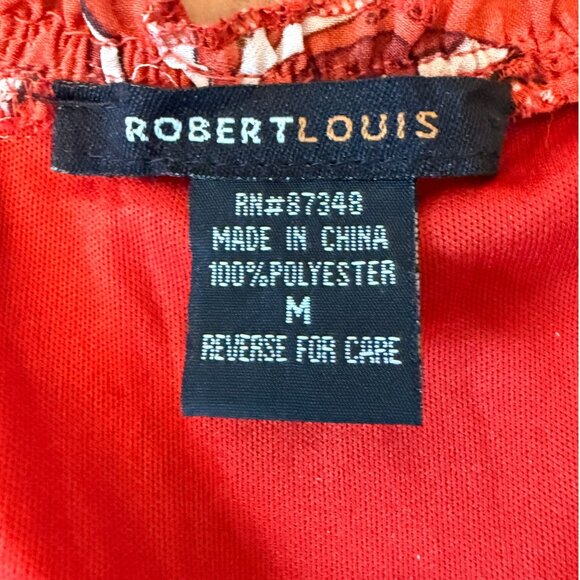 ROBERTLOUIS
RN#87348
MADE IN CHINA
100%POLYESTER
M
REVERSE FOR CARE